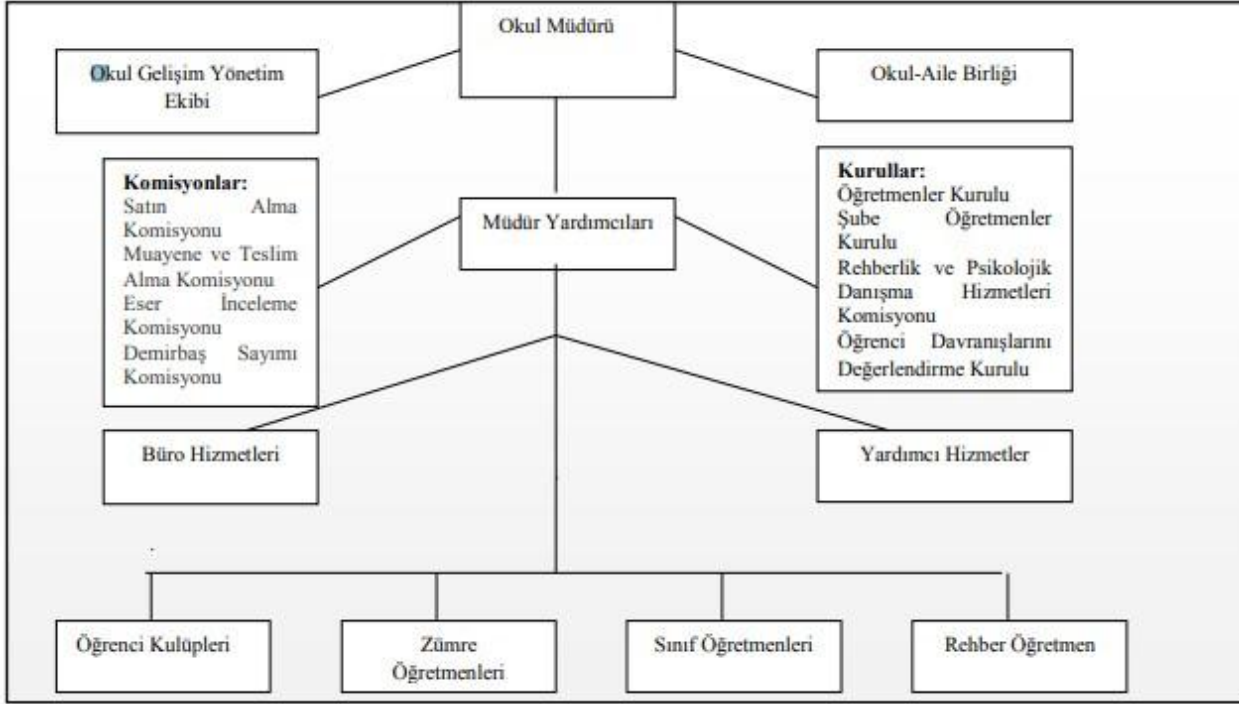 Okul Müdürü
Okul Gelişim Yönetim
Ekibi
Okul-Aile Birliği
Komisyonlar:
Satın Alma
Komisyonu
Muayene ve Teslim
Alma Komisyonu
Eser İnceleme
Komisyonu
Demirbaş Sayımı
Komisyonu
Müdür Yardımcıları
Kurullar:
Öğretmenler Kurulu
Şube Öğretmenler
Kurulu
Rehberlik ve Psikolojik
Danışma Hizmetleri
Komisyonu
Öğrenci Davranışlarını
Değerlendirme Kurulu
Büro Hizmetleri
Yardımcı Hizmetler
Öğrenci Kulüpleri
Zümre
Öğretmenleri
Sınıf Öğretmenleri
Rehber Öğretmen